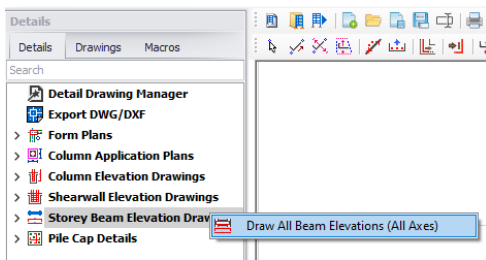 Details
Details Drawings Macros
Search
Detail Drawing Manager
Export DWG/DXF
Form Plans
Column Application Plans
Column Elevation Drawings
Shearwall Elevation Drawings
Storey Beam Elevation
Draw All Beam Elevations (All Axes)
Pile Cap Details